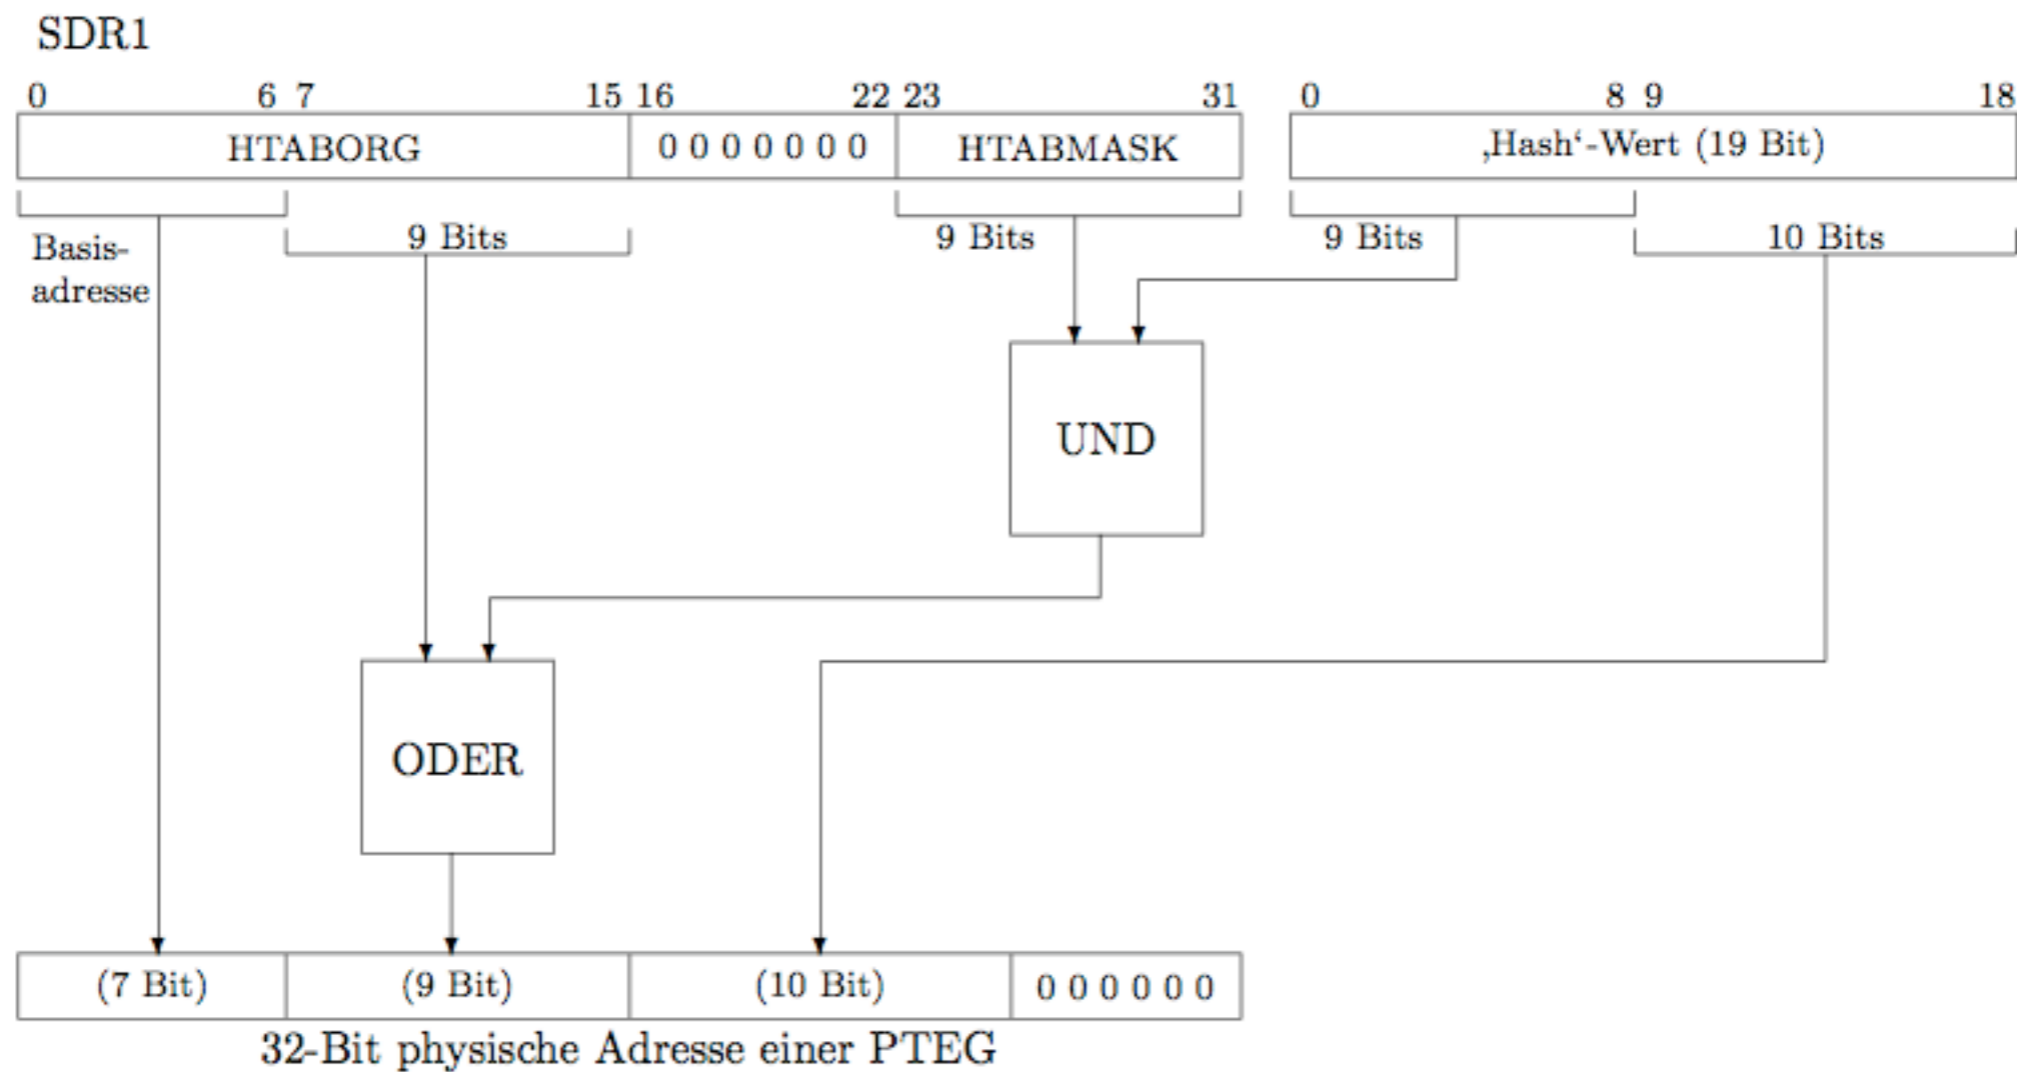 SDR1
0 6 7 15 16 22 23 31 0 8 9 18
HTABORG 0 0 0 0 0 0 0 HTABMASK ‚Hash‘-Wert (19 Bit)
Basis-
adresse
9 Bits 9 Bits 9 Bits 10 Bits
UND
ODER
(7 Bit) (9 Bit) (10 Bit) 0 0 0 0 0 0
32-Bit physische Adresse einer PTEG